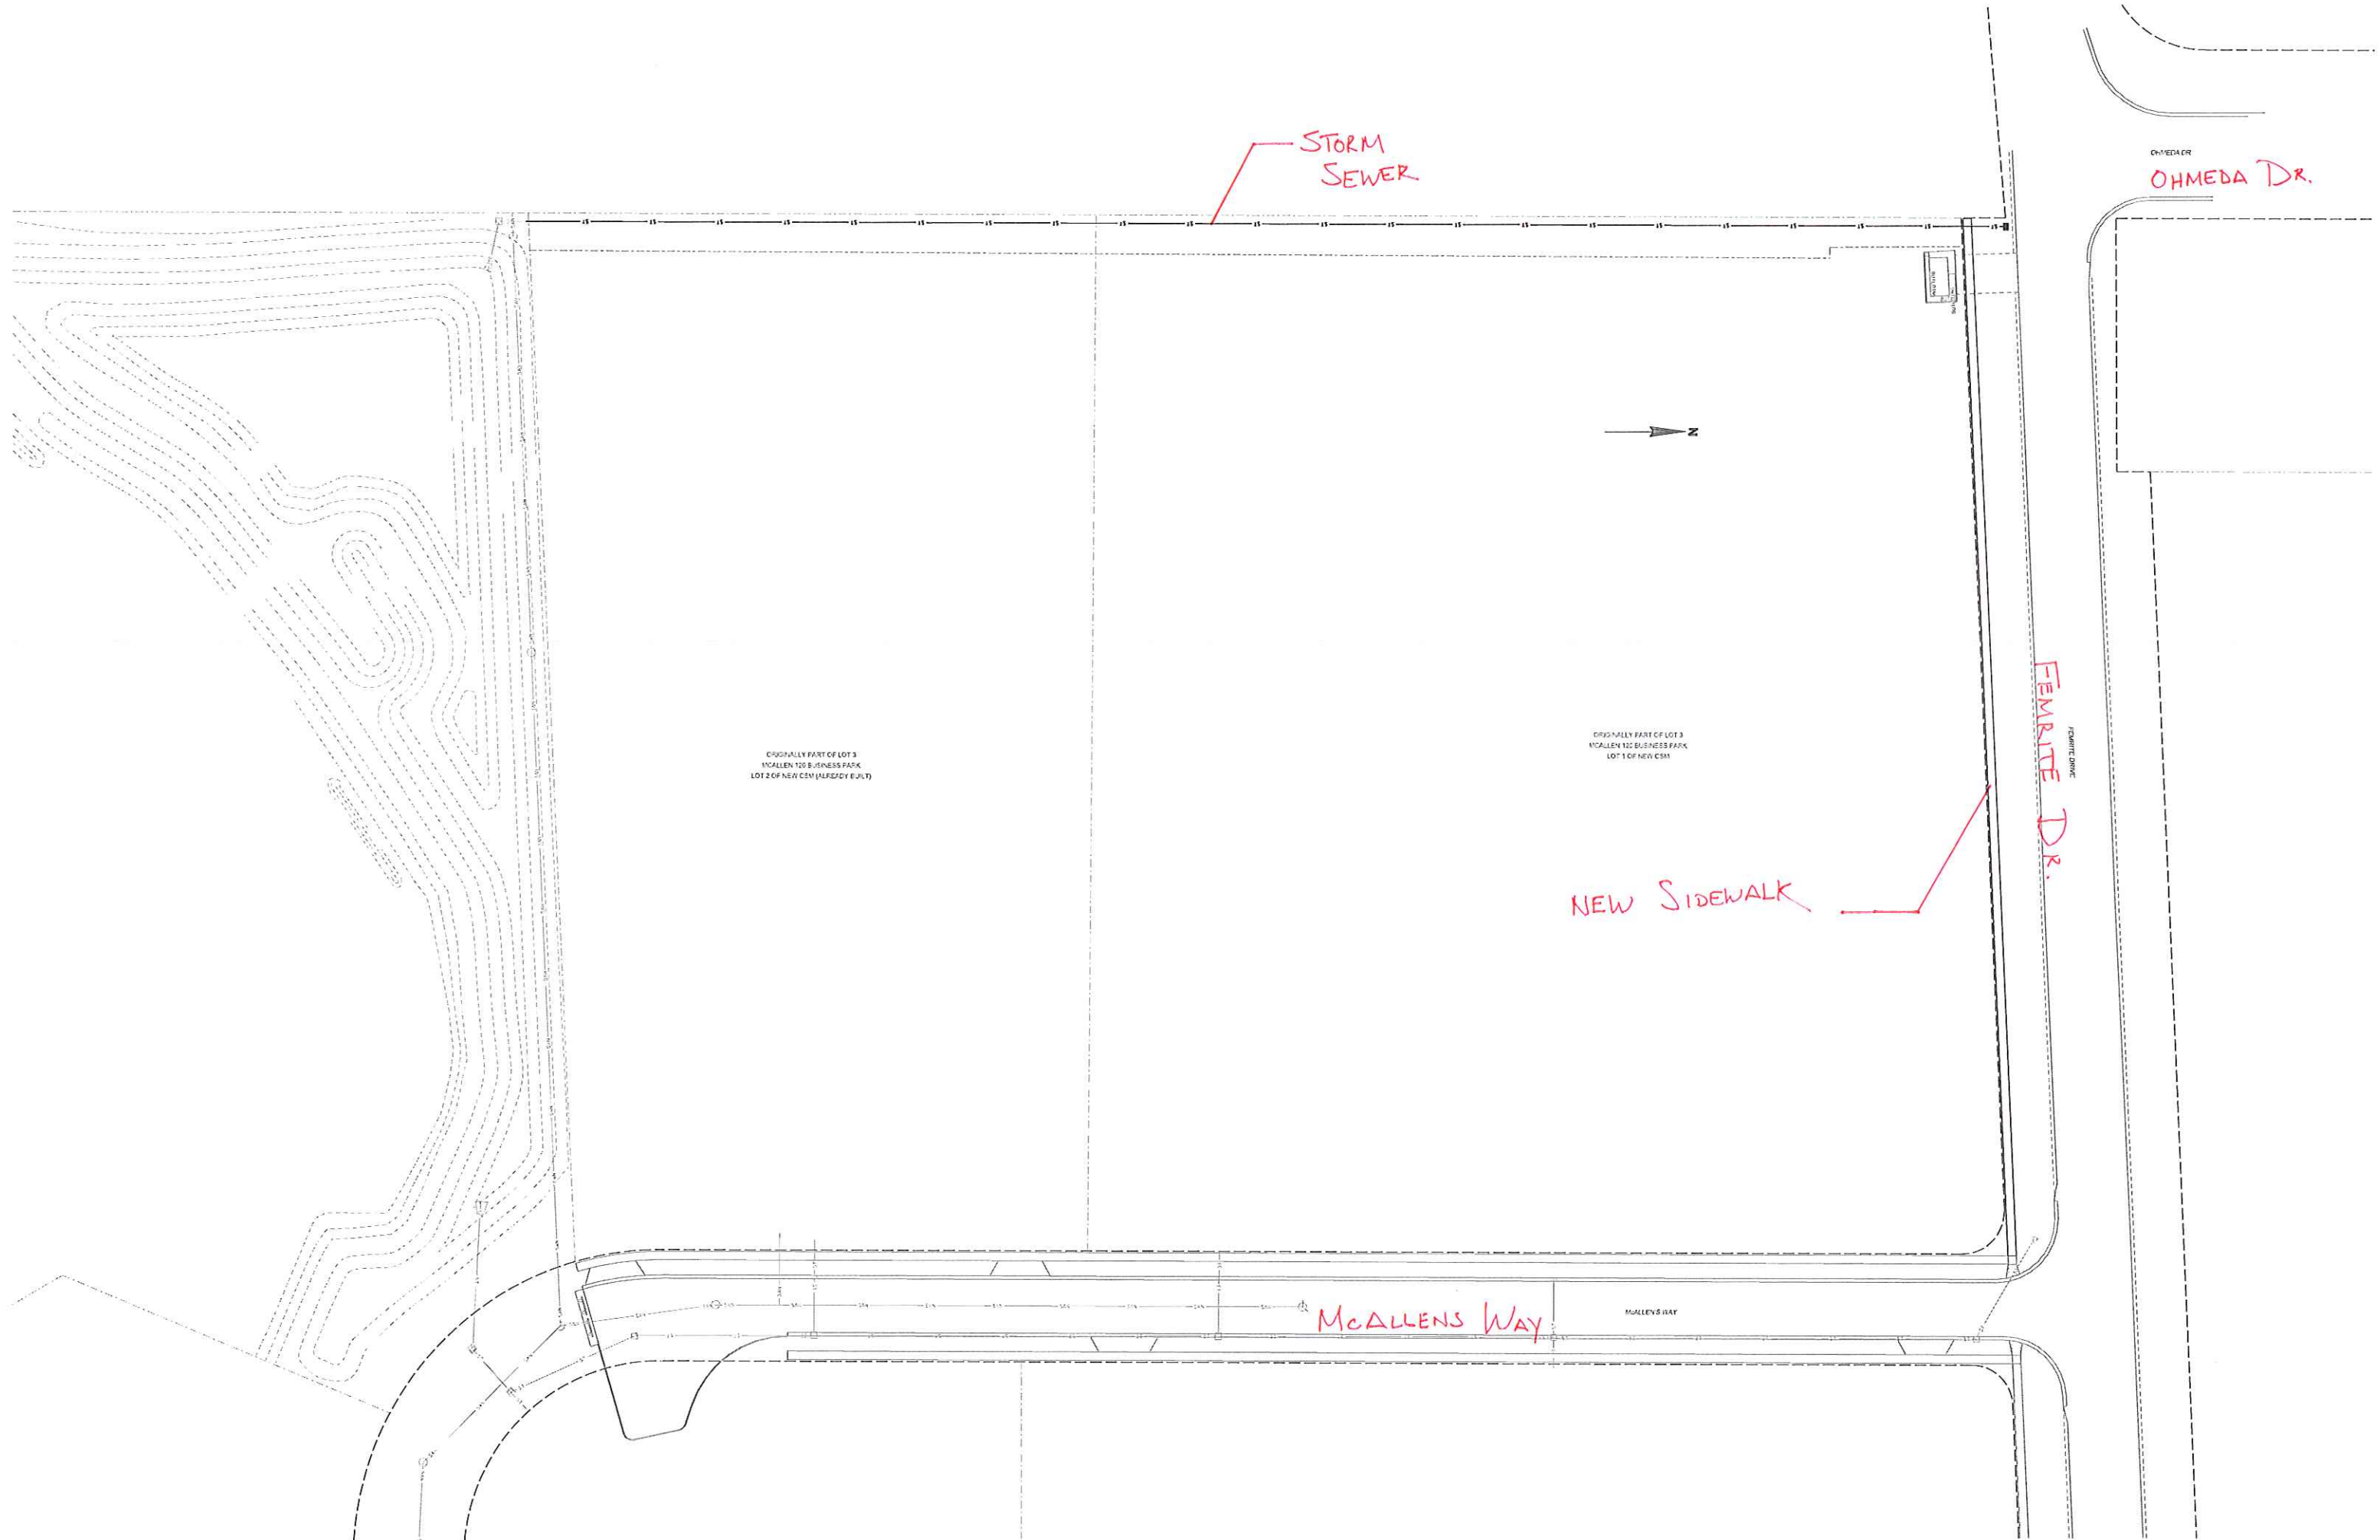 STORM
SEWER
OHMEDA DR
OHMEDA DR.
N
FEMRITE DR.
FEMRITE DRIVE
ORIGINALLY PART OF LOT 3
MCALLEN 120 BUSINESS PARK
LOT 2 OF NEW CSM (ALREADY BUILT)
ORIGINALLY PART OF LOT 3
MCALLEN 120 BUSINESS PARK
LOT 1 OF NEW CSM
NEW SIDEWALK
McALLENS WAY
McALLENS WAY